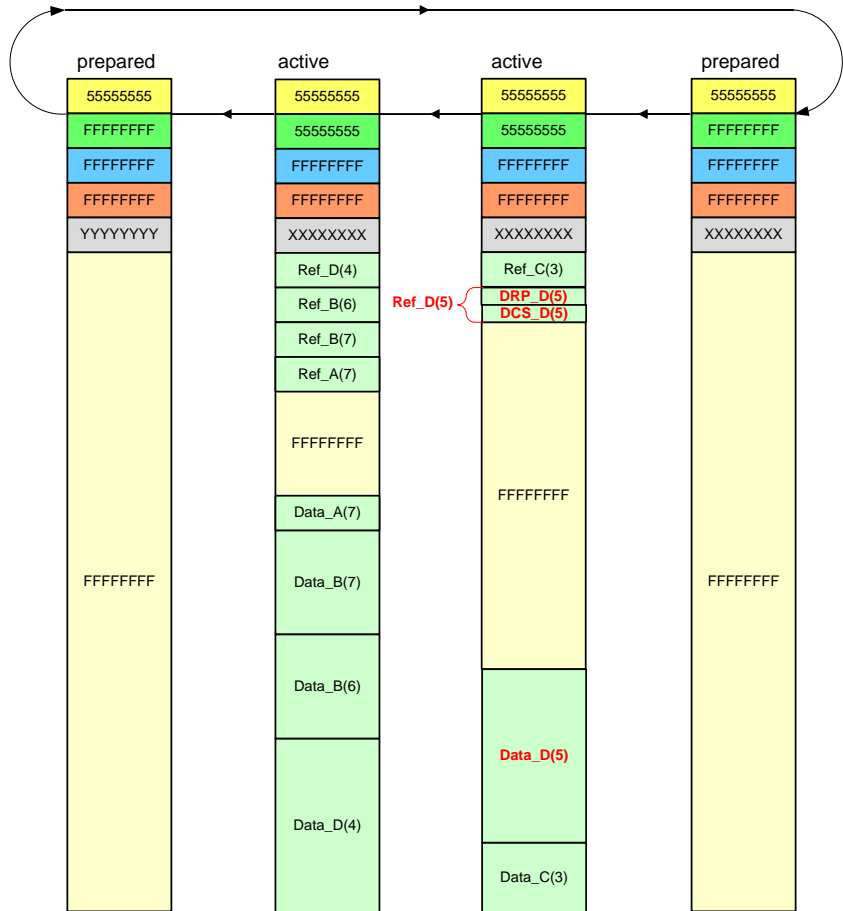 prepared
active
active
prepared
55555555
55555555
55555555
55555555
FFFFFFFF
55555555
55555555
FFFFFFFF
FFFFFFFF
FFFFFFFF
FFFFFFFF
FFFFFFFF
FFFFFFFF
FFFFFFFF
FFFFFFFF
FFFFFFFF
YYYYYYYY
XXXXXXXX
XXXXXXXX
XXXXXXXX
Ref_D(4)
Ref_C(3)
Ref_B(6)
Ref_D(5)
DRP_D(5)
DCS_D(5)
Ref_B(7)
Ref_A(7)
FFFFFFFF
FFFFFFFF
Data_A(7)
FFFFFFFF
Data_B(7)
FFFFFFFF
Data_B(6)
Data_D(5)
Data_D(4)
Data_C(3)